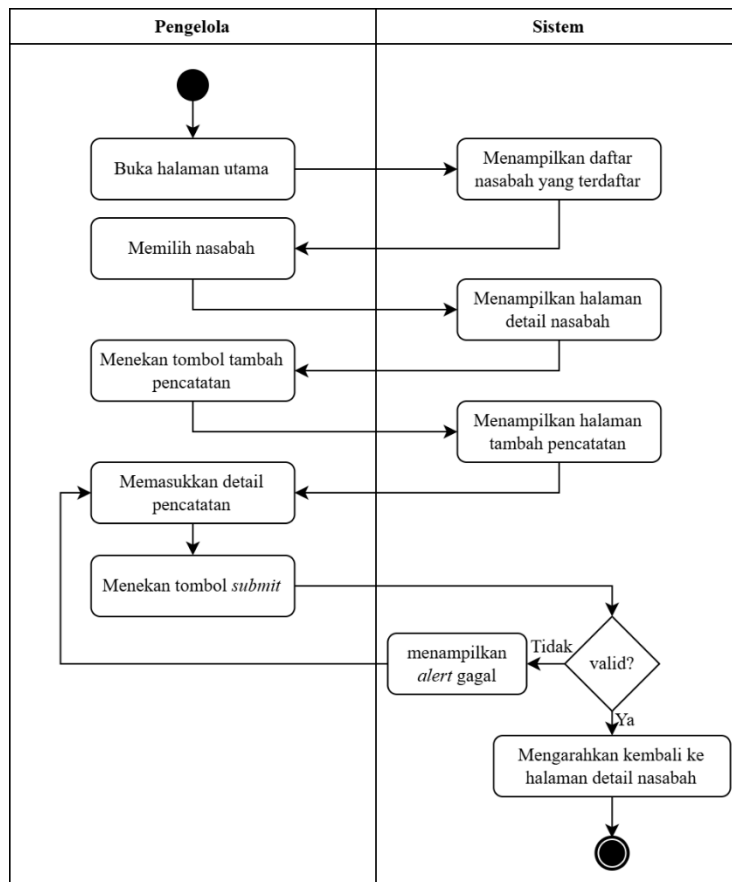 Pengelola
Sistem
Buka halaman utama
Menampilkan daftar
nasabah yang terdaftar
Memilih nasabah
Menampilkan halaman
detail nasabah
Menekan tombol tambah
pencatatan
Menampilkan halaman
tambah pencatatan
Memasukkan detail
pencatatan
Menekan tombol submit
valid?
Tidak
menampilkan
alert gagal
Ya
Mengarahkan kembali ke
halaman detail nasabah